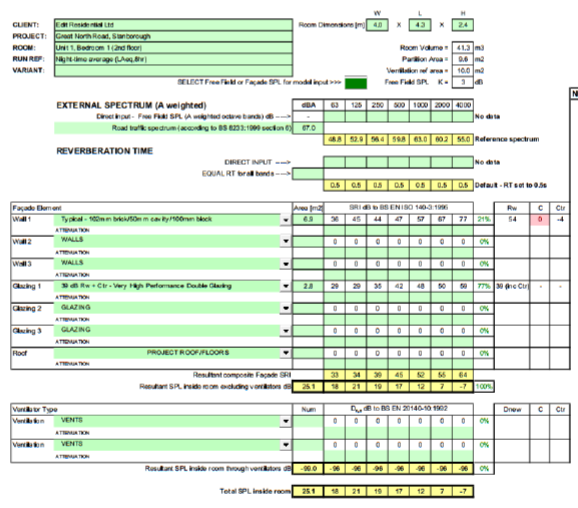 W L H
CLIENT: Edit Residential Ltd Room Dimensions [m] 4.0 X 4.3 X 2.4
PROJECT: Great North Road, Stanborough
ROOM: Unit 1, Bedroom 1 (2nd floor) Room Volume = 41.3 m3
RUN REF: Night-time average (LAeq,8hr) Partition Area = 9.6 m2
VARIANT: Ventilation ref area = 10.0 m2
SELECT Free Field or Façade SPL for model input >>> Free Field SPL K = 3 dB
N
EXTERNAL SPECTRUM (A weighted) dBA 63 125 250 500 1000 2000 4000
Direct input - Free Field SPL (A weighted octave bands) dB ----> - No data
Road traffic spectrum (according to BS 8233:1999 section 6) 67.0
48.8 52.9 56.4 59.8 63.0 60.2 55.0 Reference spectrum
REVERBERATION TIME
DIRECT INPUT ----> No data
EQUAL RT for all bands ---->
0.5 0.5 0.5 0.5 0.5 0.5 0.5 Default - RT set to 0.5s
Façade Element Area [m2] SRI dB to BS EN ISO 140-3:1995 Rw C Ctr
Wall 1 Typical - 102mm brick/50mm cavity/100mm block 6.9 36 45 44 47 57 67 77 21% 54 0 -4
ATTENUATION
Wall 2 WALLS 0 0 0 0 0 0 0 0%
ATTENUATION
Wall 3 WALLS 0 0 0 0 0 0 0 0%
ATTENUATION
Glazing 1 39 dB Rw + Ctr - Very High Performance Double Glazing 2.8 29 29 35 42 48 50 59 77% 39 (inc Ctr) - -
ATTENUATION
Glazing 2 GLAZING 0 0 0 0 0 0 0 0%
ATTENUATION
Glazing 3 GLAZING 0 0 0 0 0 0 0 0%
ATTENUATION
Roof PROJECT ROOF/FLOORS 0 0 0 0 0 0 0 0%
ATTENUATION
Resultant composite Façade SRI 33 34 39 45 52 55 64
Resultant SPL inside room excluding ventilators dB 25.1 18 21 19 17 12 7 -7 100%
Ventilator Type Num dB to BS EN 20140-10:1992 Dnew C Ctr
Ventilation VENTS 0 0 0 0 0 0 0 0%
ATTENUATION
Ventilation VENTS 0 0 0 0 0 0 0 0%
ATTENUATION
Resultant SPL inside room through ventilators dB -99.0 -96 -96 -96 -96 -96 -96 -96 0%
Total SPL inside room 25.1 18 21 19 17 12 7 -7